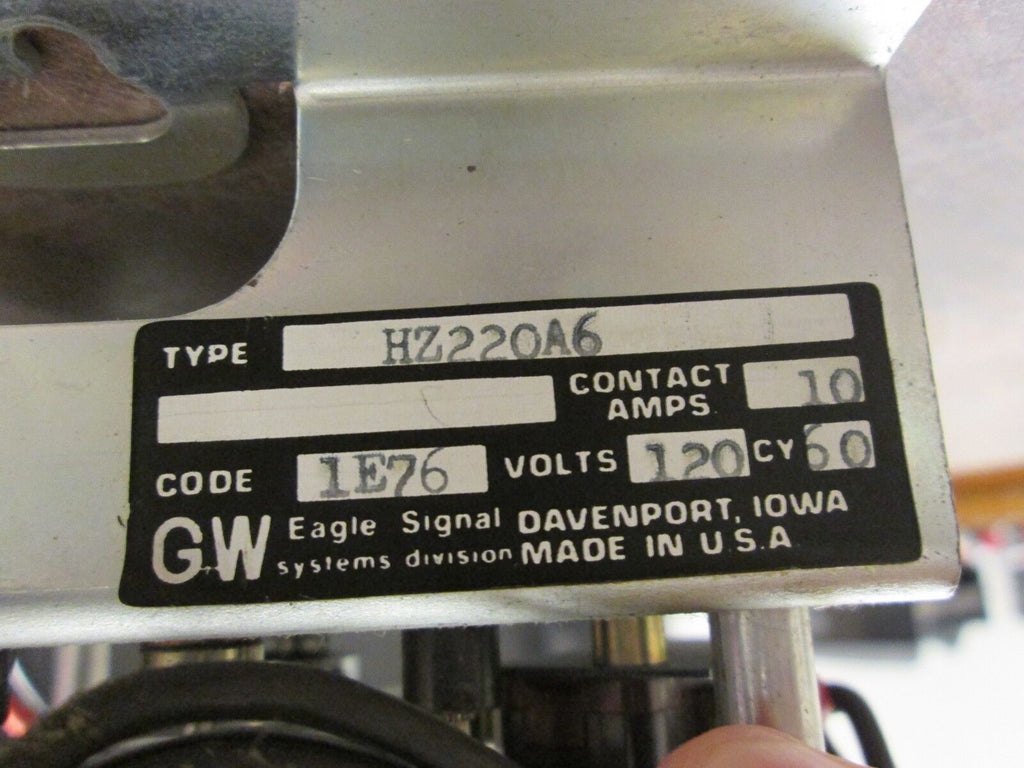 TYPE HZ220A6
CONTACT AMPS 10
CODE 1E76 VOLTS 120 CY 60
GW Eagle Signal DAVENPORT, IOWA
systems division MADE IN U.S.A